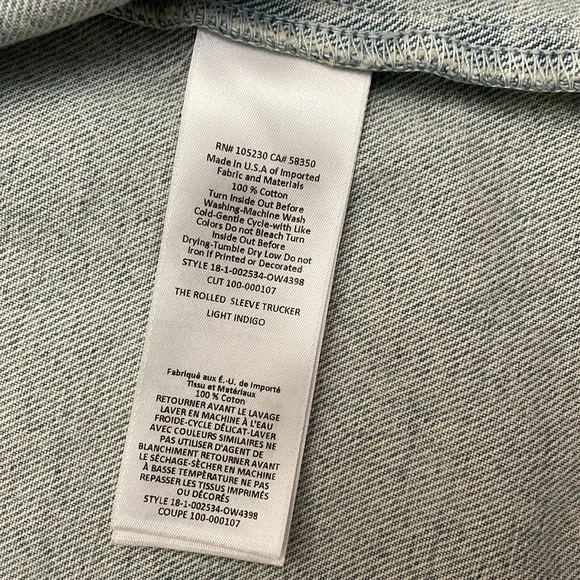 RN# 105230 CA# 58350
Made In U.S.A of Imported
Fabric and Materials
100 % Cotton
Turn Inside Out Before
Washing-Machine Wash
Cold-Gentle Cycle-with Like
Colors Do not Bleach Turn
Inside Out Before
Drying-Tumble Dry Low Do not
Iron if Printed or Decorated
STYLE 18-1-002534-OW4398
CUT 100-000107
THE ROLLED SLEEVE TRUCKER
LIGHT INDIGO
Fabriqué aux É.-U. de Importé
Tissu et Matériaux
100 % Cotton
RETOURNER AVANT LE LAVAGE
LAVER EN MACHINE À L'EAU
FROIDE-CYCLE DÉLICAT-LAVER
AVEC COULEURS SIMILAIRES NE
PAS UTILISER D'AGENT DE
BLANCHIMENT RETOURNER AVANT
LE SÉCHAGE-SÈCHER EN MACHINE
À BASSE TEMPÈRATURE NE PAS
REPASSER LES TISSUS IMPRIMÉS
OU DÉCORÉS
STYLE 18-1-002534-OW4398
COUPE 100-000107